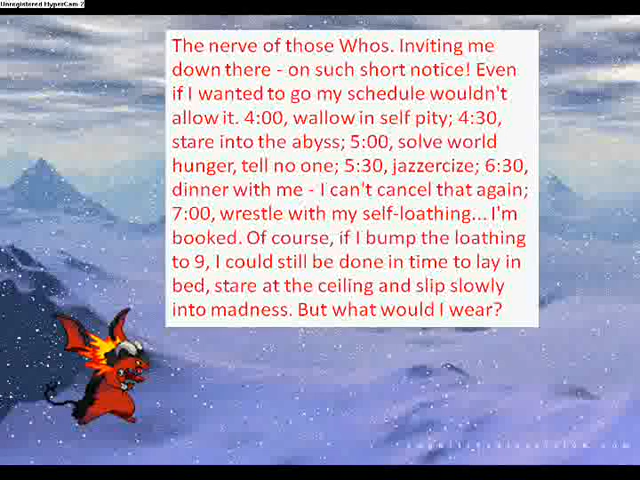 Unregistered HyperCam 2
The nerve of those Whos. Inviting me
down there - on such short notice! Even
if I wanted to go my schedule wouldn't
allow it. 4:00, wallow in self pity; 4:30,
stare into the abyss; 5:00, solve world
hunger, tell no one; 5:30, jazzercize; 6:30,
dinner with me - I can't cancel that again;
7:00, wrestle with my self-loathing... I'm
booked. Of course, if I bump the loathing
to 9, I could still be done in time to lay in
bed, stare at the ceiling and slip slowly
into madness. But what would I wear?